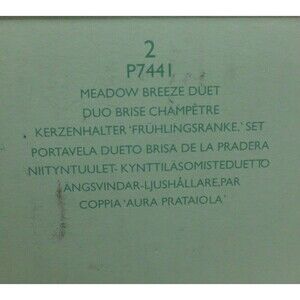 2
P7441
MEADOW BREEZE DUET
DUO BRISE CHAMPÊTRE
KERZENHALTER 'FRÜHLINGSRANKE,' SET
PORTAVELA DUETO BRISA DE LA PRADERA
NIITYNTUULET-KYNTTILÄSOMISTEDUETTO
ÄNGSVINDAR-LJUSHÅLLARE,PAR
COPPIA 'AURA PRATAIOLA'